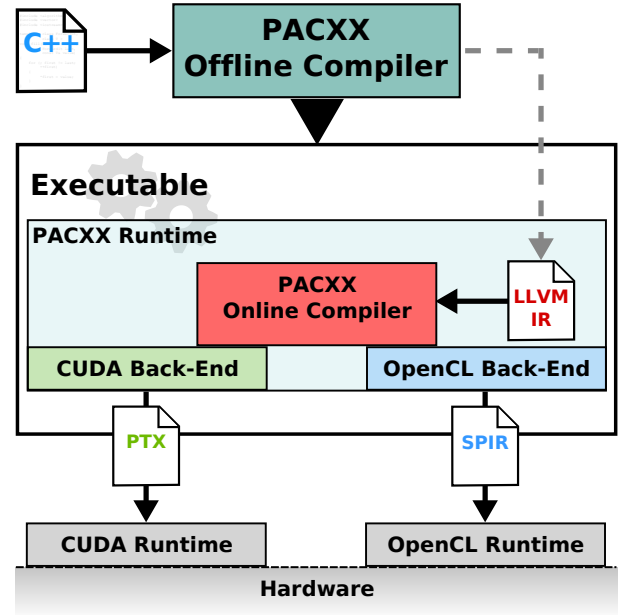 C++
PACXX
Offline Compiler
Executable
PACXX Runtime
PACXX
Online Compiler
LLVM
IR
CUDA Back-End
OpenCL Back-End
PTX
SPIR
CUDA Runtime
OpenCL Runtime
Hardware